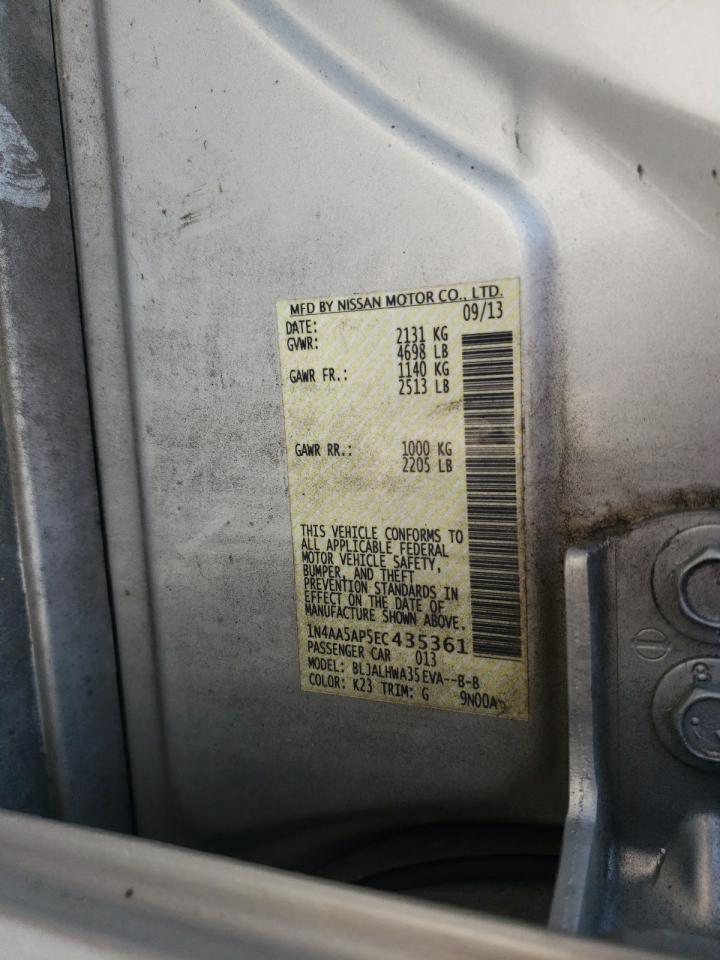 MFD BY NISSAN MOTOR CO., LTD.
DATE: 09/13
GVWR: 2131 KG
4698 LB
GAWR FR.: 1140 KG
2513 LB
GAWR RR.: 1000 KG
2205 LB
THIS VEHICLE CONFORMS TO
ALL APPLICABLE FEDERAL
MOTOR VEHICLE SAFETY,
BUMPER, AND THEFT
PREVENTION STANDARDS IN
EFFECT ON THE DATE OF
MANUFACTURE SHOWN ABOVE.
1N4AA5AP5EC435361
PASSENGER CAR 013
MODEL: BLJALHWA35EVA--B-B
COLOR: K23 TRIM: G
8